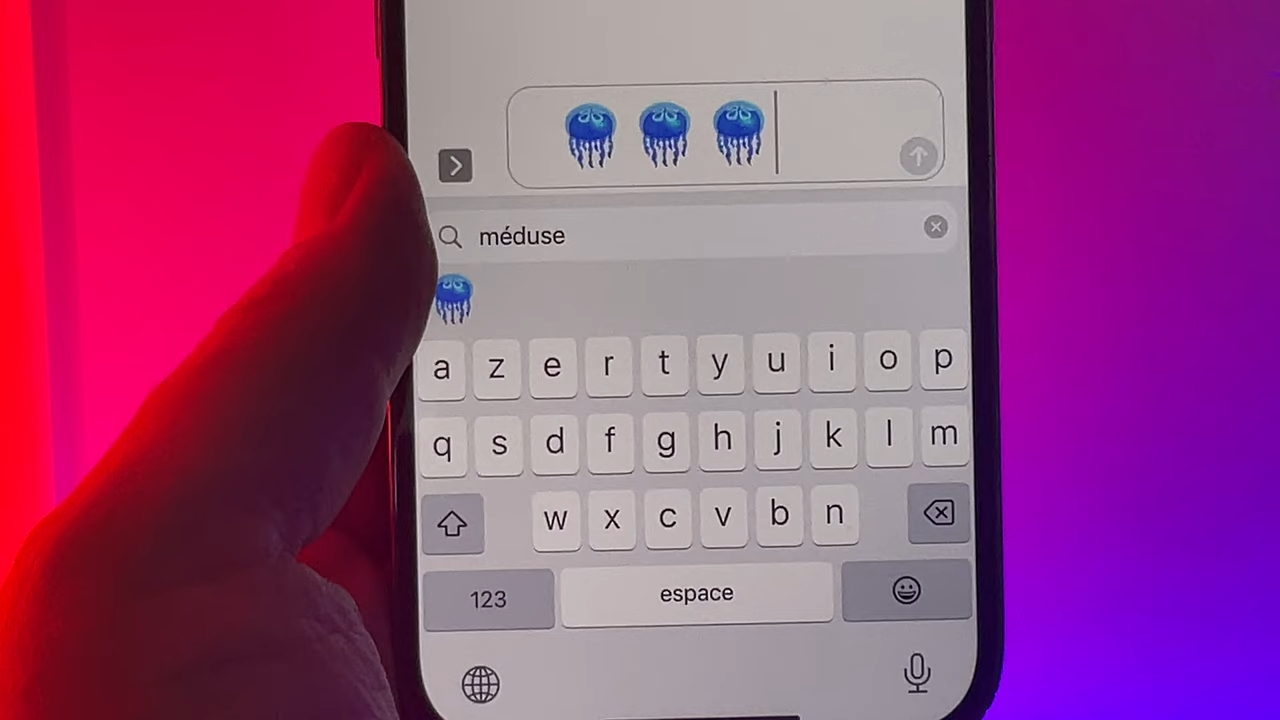 🪼 🪼 🪼
méduse
🪼
a z e r t y u i o p
q s d f g h j k l m
w x c v b n
123 espace